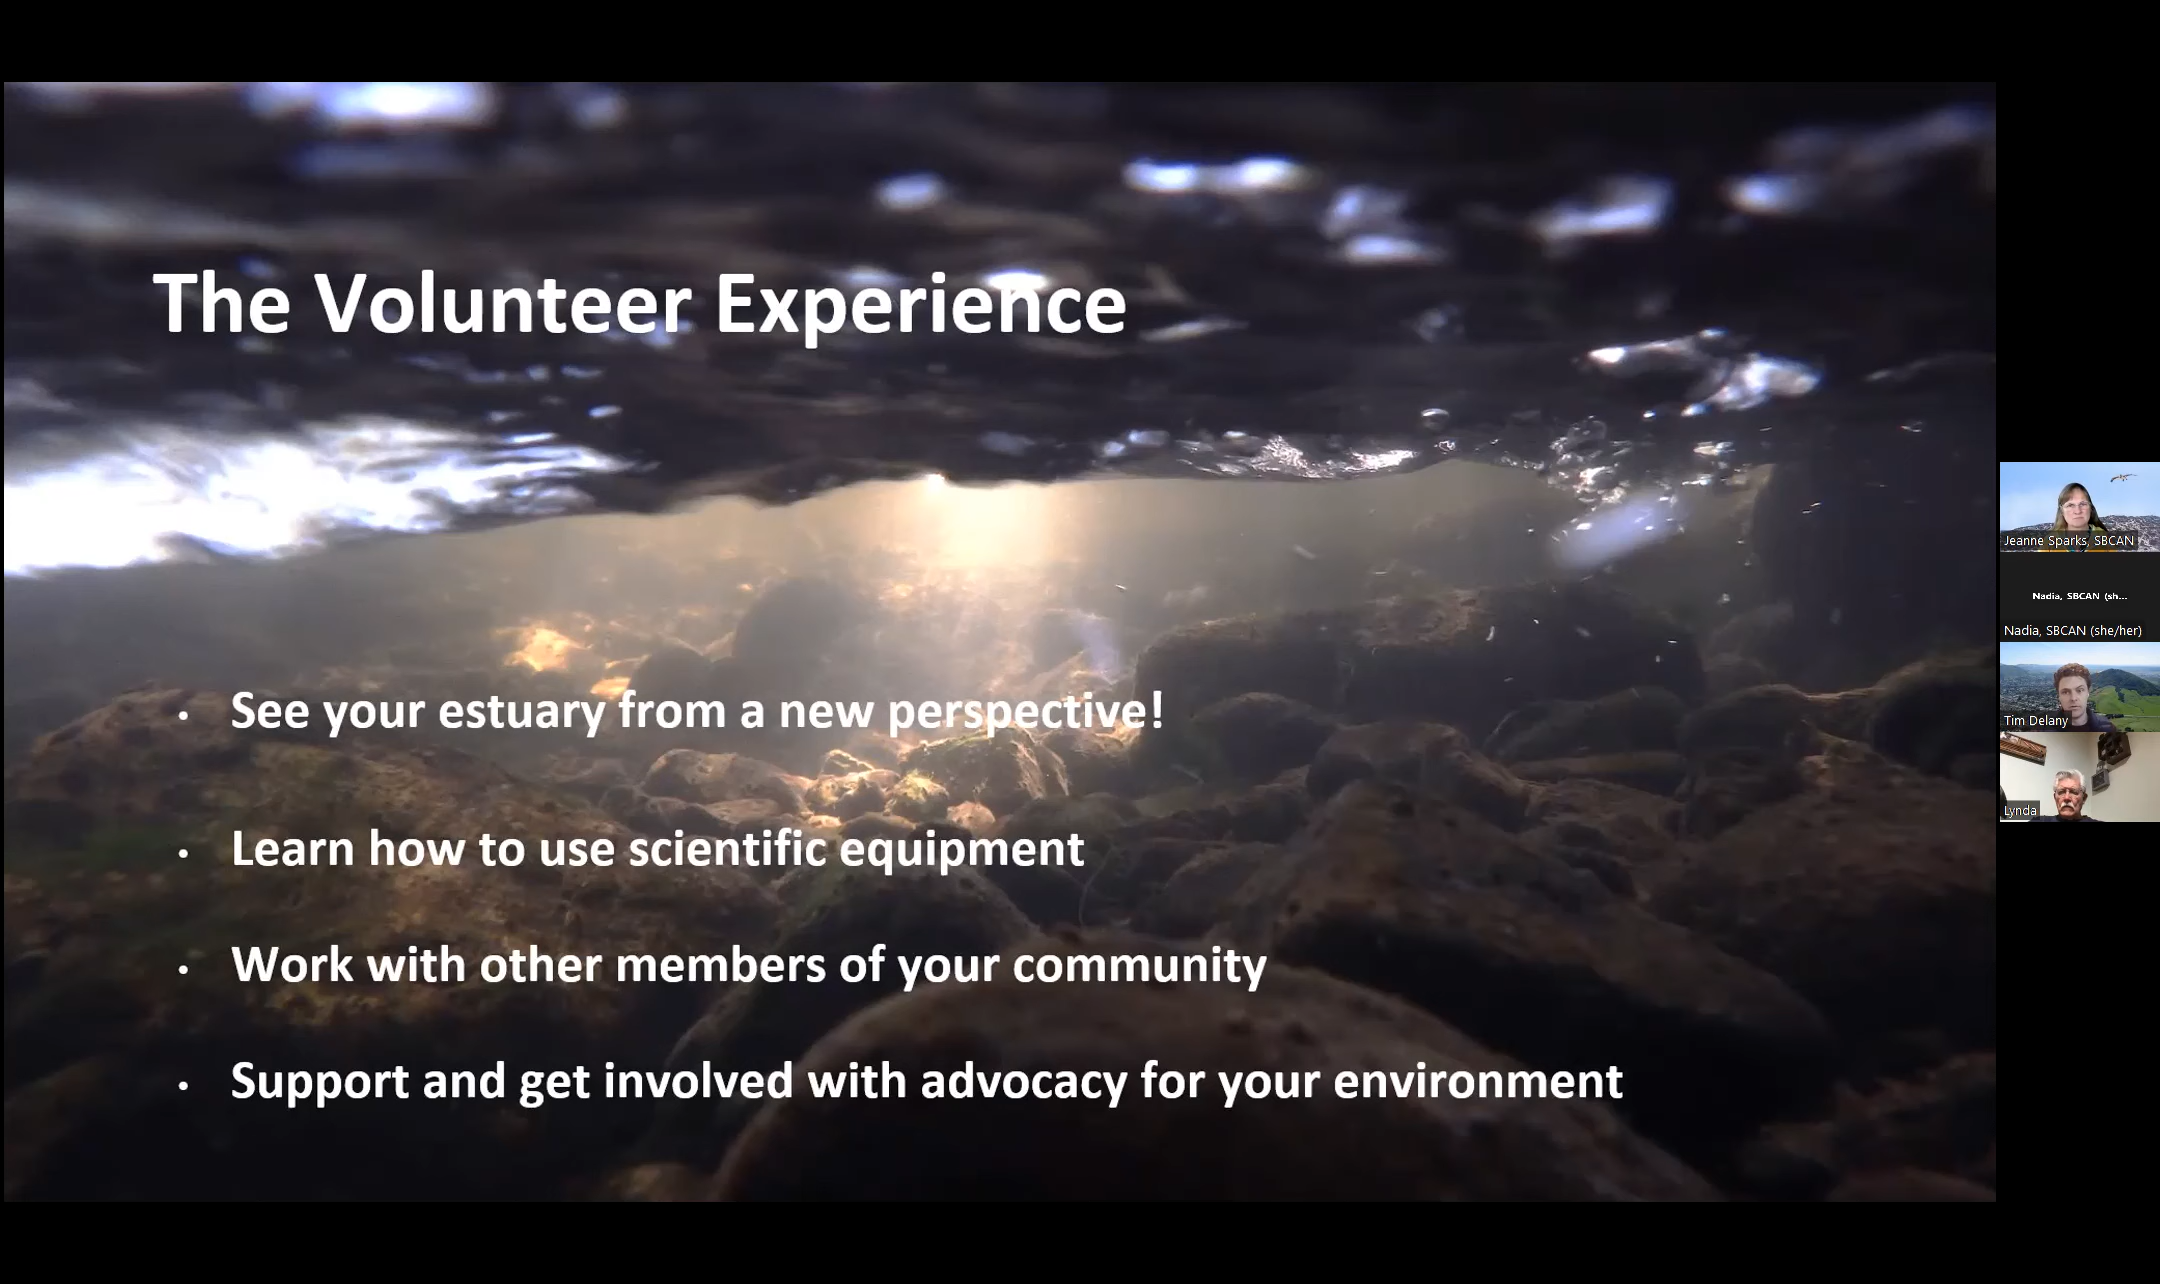 The Volunteer Experience
• See your estuary from a new perspective!
• Learn how to use scientific equipment
• Work with other members of your community
• Support and get involved with advocacy for your environment
Jeanne Sparks, SBCAN
Nadia, SBCAN (sh...
Nadia, SBCAN (she/her)
Tim Delany
Lynda